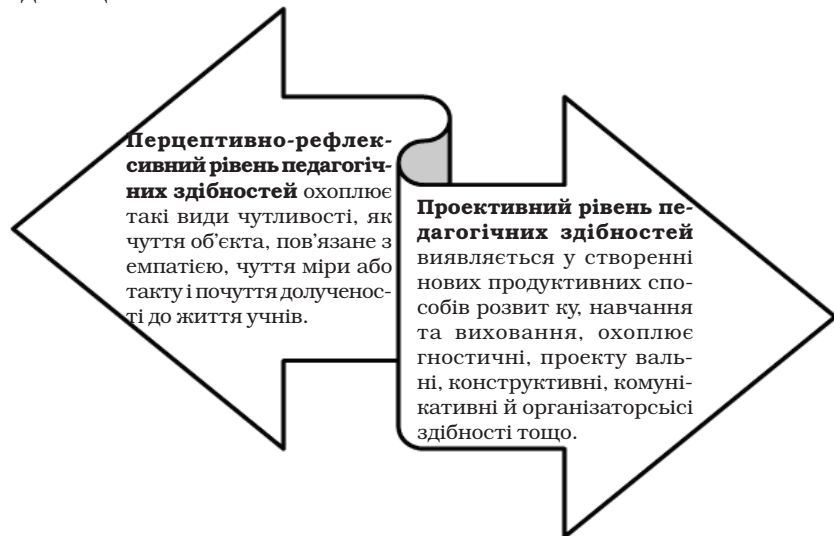 Перцептивно-рефлек-
сивний рівень педагогіч-
них здібностей охоплює
такі види чутливості, як
чуття об’єкта, пов’язане з
емпатією, чуття міри або
такту і почуття долученос-
ті до життя учнів.
Проективний рівень пе-
дагогічних здібностей
виявляється у створенні
нових продуктивних спо-
собів розвит ку, навчання
та виховання, охоплює
гностичні, проекту валь-
ні, конструктивні, комуні-
кативні й організаторсьісі
здібності тощо.